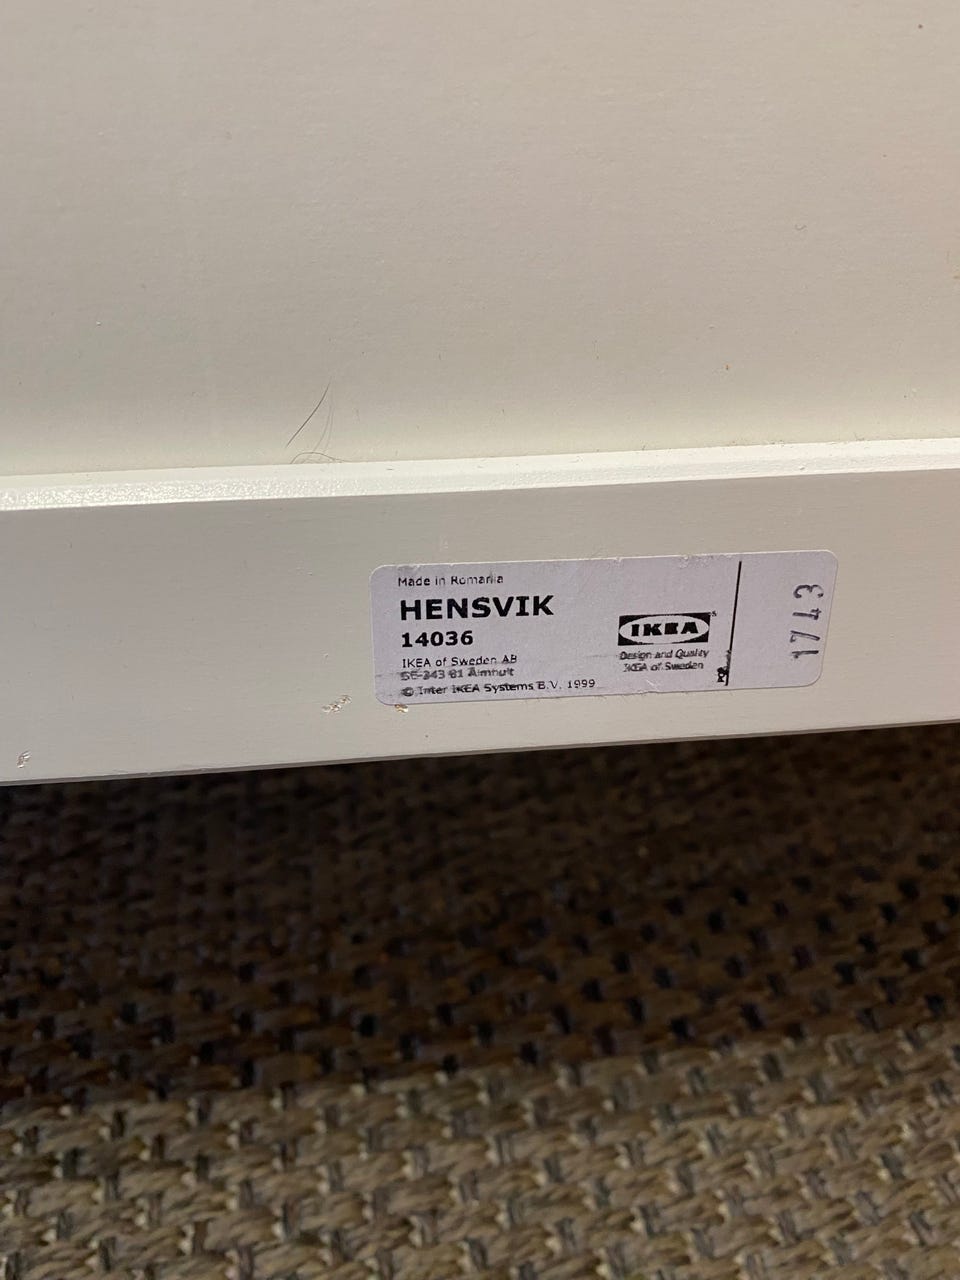 Made in Romania
HENSVIK
14036
IKEA of Sweden AB
SE-343 81 Älmhult
© Inter IKEA Systems B.V. 1999
IKEA
Design and Quality
IKEA of Sweden
1743